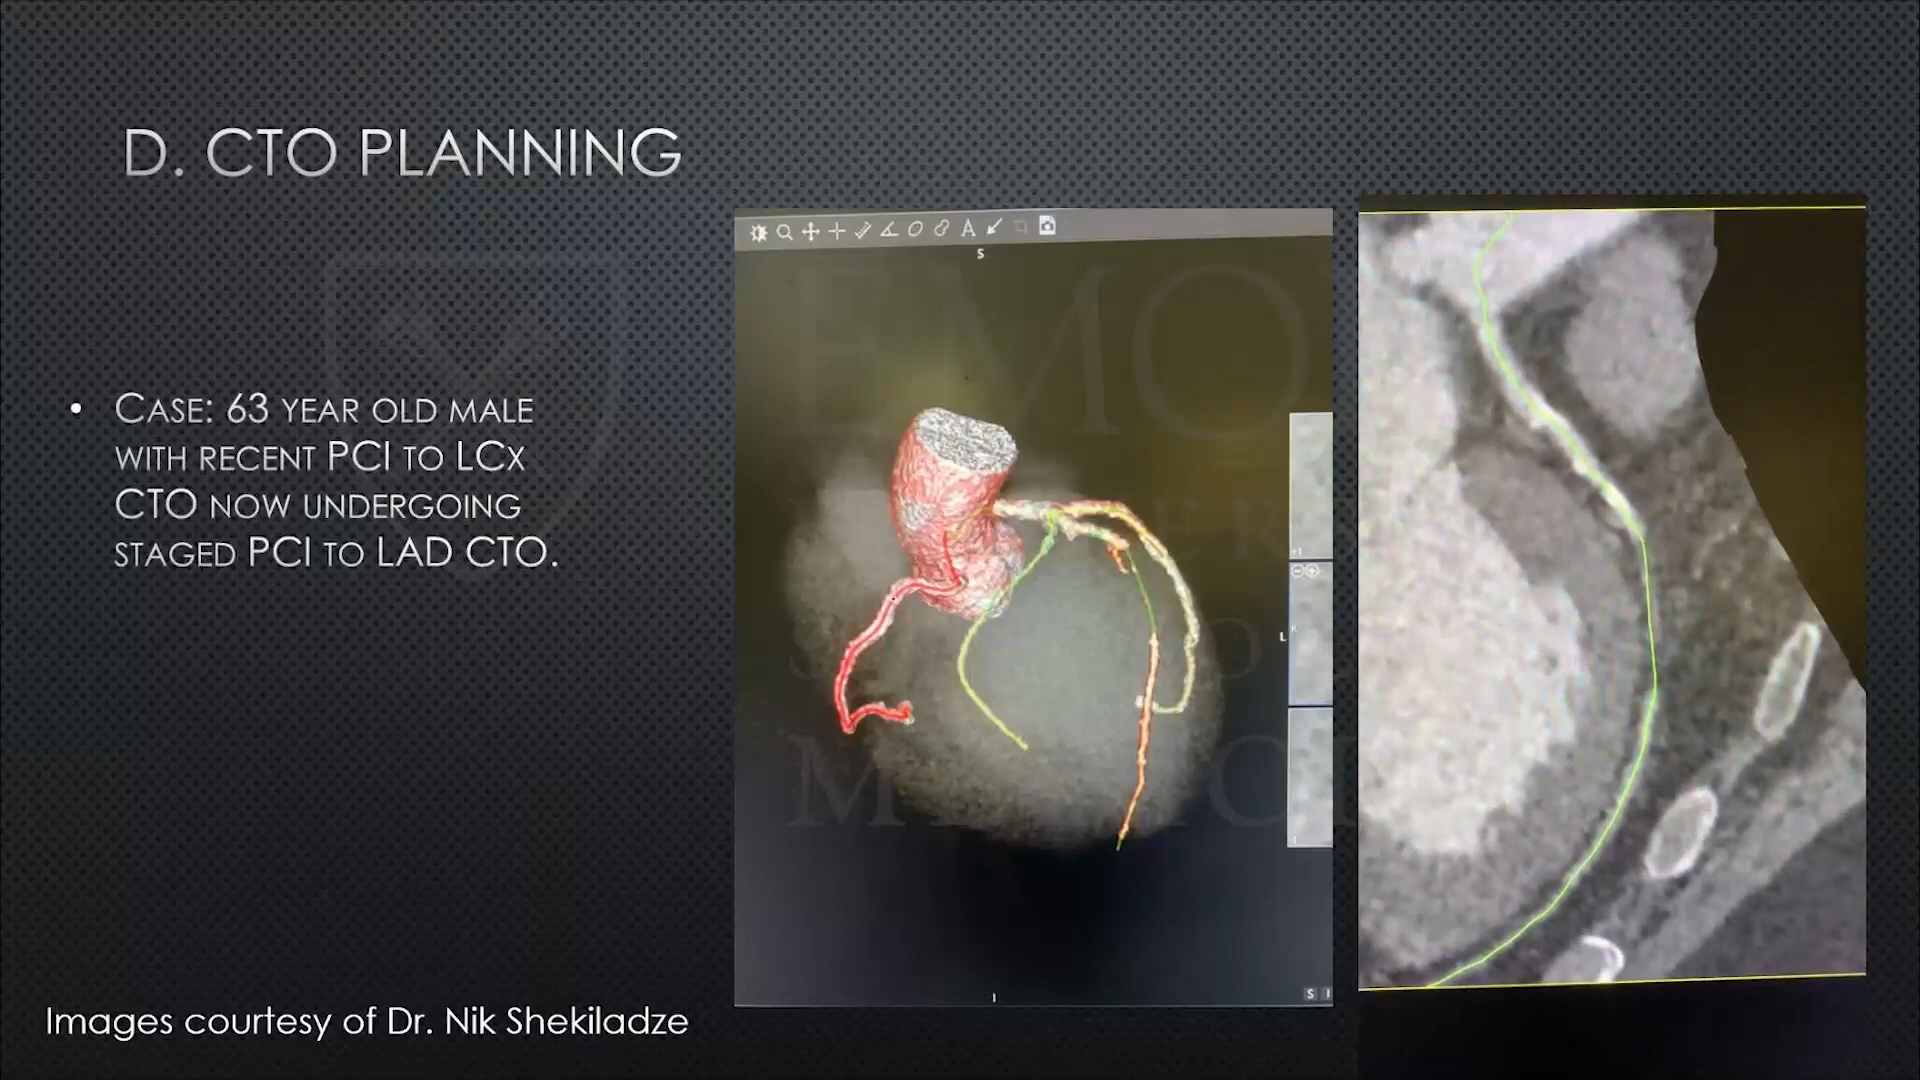 D. CTO PLANNING
• CASE: 63 YEAR OLD MALE
WITH RECENT PCI TO LCX
CTO NOW UNDERGOING
STAGED PCI TO LAD CTO.
Images courtesy of Dr. Nik Shekiladze
A
S
L
I
S
EMO